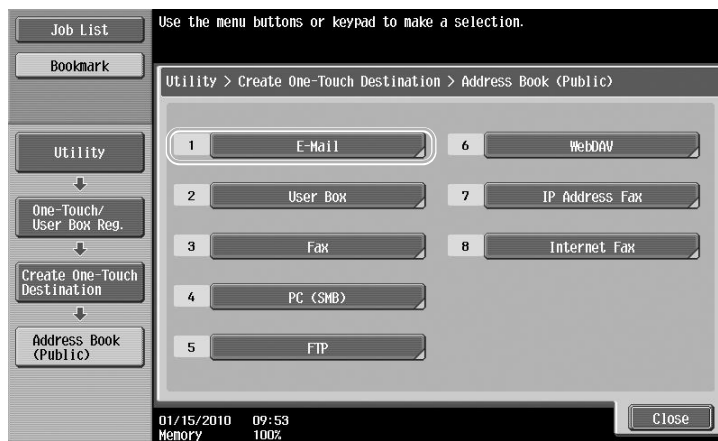 Job List
Bookmark
Utility
One-Touch/
User Box Reg.
Create One-Touch
Destination
Address Book
(Public)
Use the menu buttons or keypad to make a selection.
Utility > Create One-Touch Destination > Address Book (Public)
1 E-Mail
2 User Box
3 Fax
4 PC (SMB)
5 FTP
6 WebDAV
7 IP Address Fax
8 Internet Fax
01/15/2010 09:53
Memory 100%
Close